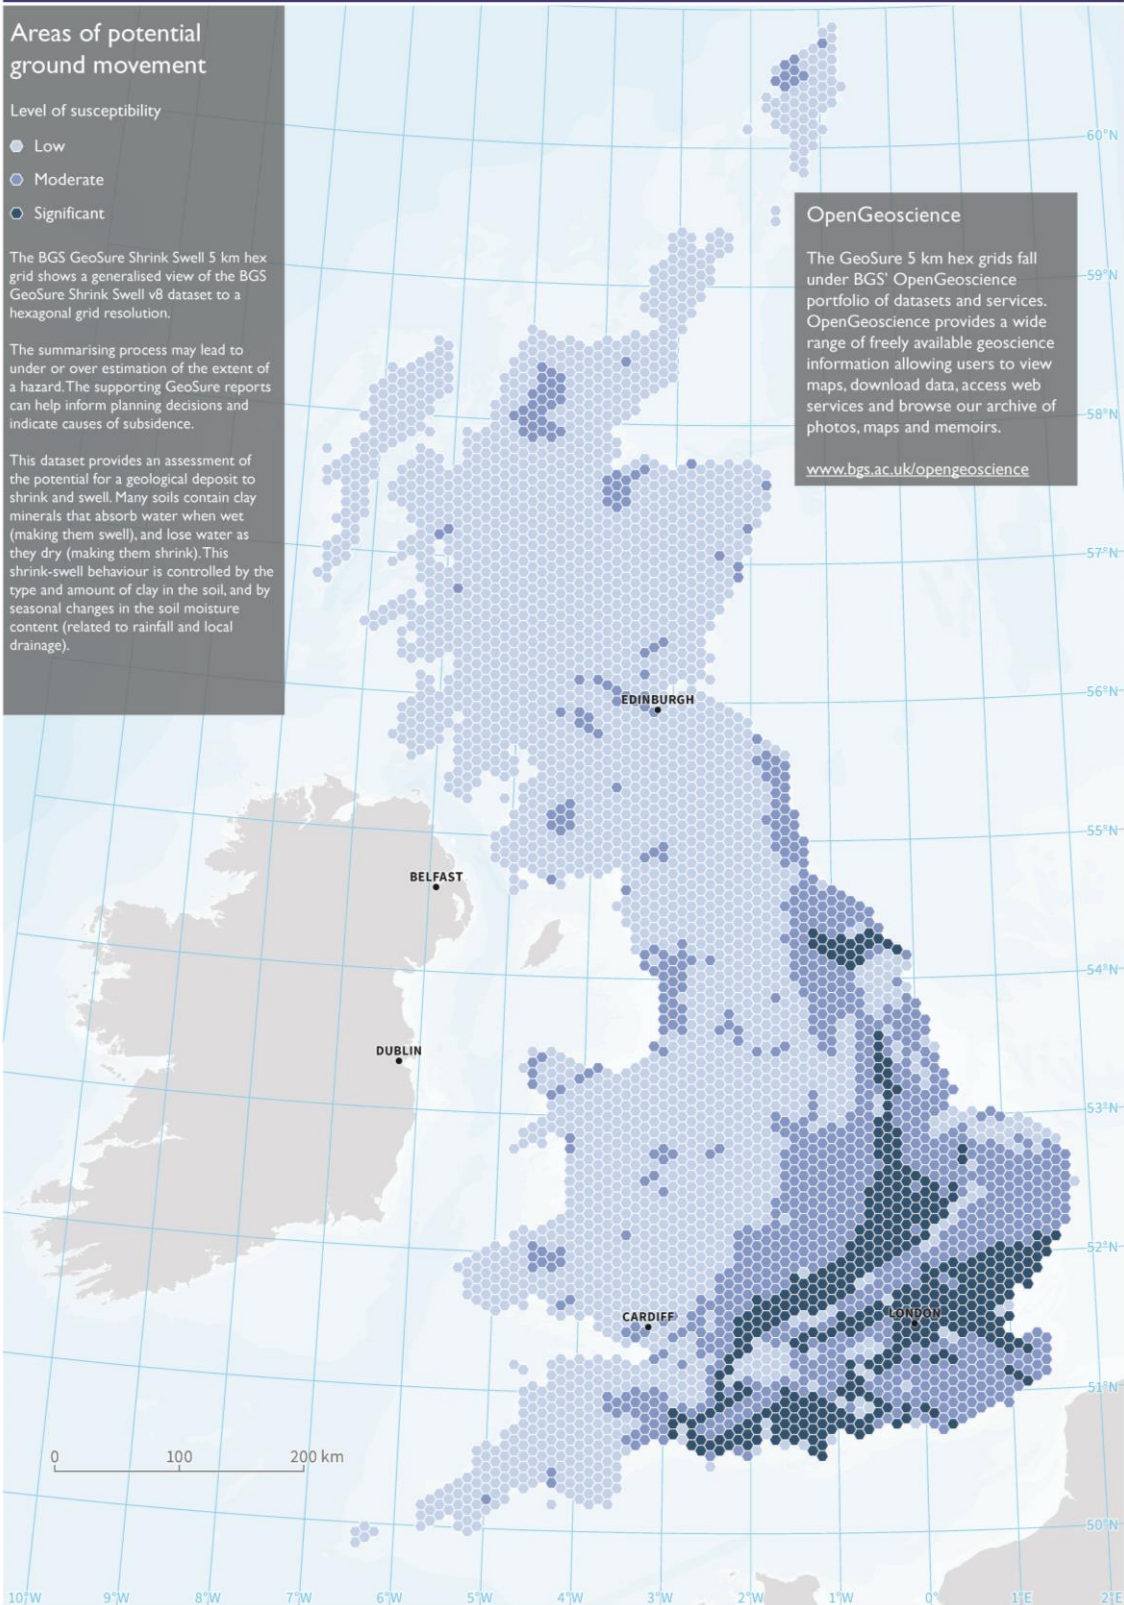 Areas of potential
ground movement
Level of susceptibility
Low
Moderate
Significant
The BGS GeoSure Shrink Swell 5 km hex
grid shows a generalised view of the BGS
GeoSure Shrink Swell v8 dataset to a
hexagonal grid resolution.
The summarising process may lead to
under or over estimation of the extent of
a hazard. The supporting GeoSure reports
can help inform planning decisions and
indicate causes of subsidence.
This dataset provides an assessment of
the potential for a geological deposit to
shrink and swell. Many soils contain clay
minerals that absorb water when wet
(making them swell), and lose water as
they dry (making them shrink). This
shrink-swell behaviour is controlled by the
type and amount of clay in the soil, and by
seasonal changes in the soil moisture
content (related to rainfall and local
drainage).
OpenGeoscience
The GeoSure 5 km hex grids fall
under BGS' OpenGeoscience
portfolio of datasets and services.
OpenGeoscience provides a wide
range of freely available geoscience
information allowing users to view
maps, download data, access web
services and browse our archive of
photos, maps and memoirs.
www.bgs.ac.uk/opengeoscience
60°N
59°N
58°N
57°N
56°N
EDINBURGH
55°N
BELFAST
54°N
DUBLIN
53°N
52°N
CARDIFF
LONDON
51°N
0 100 200 km
50°N
10°W 9°W 8°W 7°W 6°W 5°W 4°W 3°W 2°W 1°W 0° 1°E 2°E